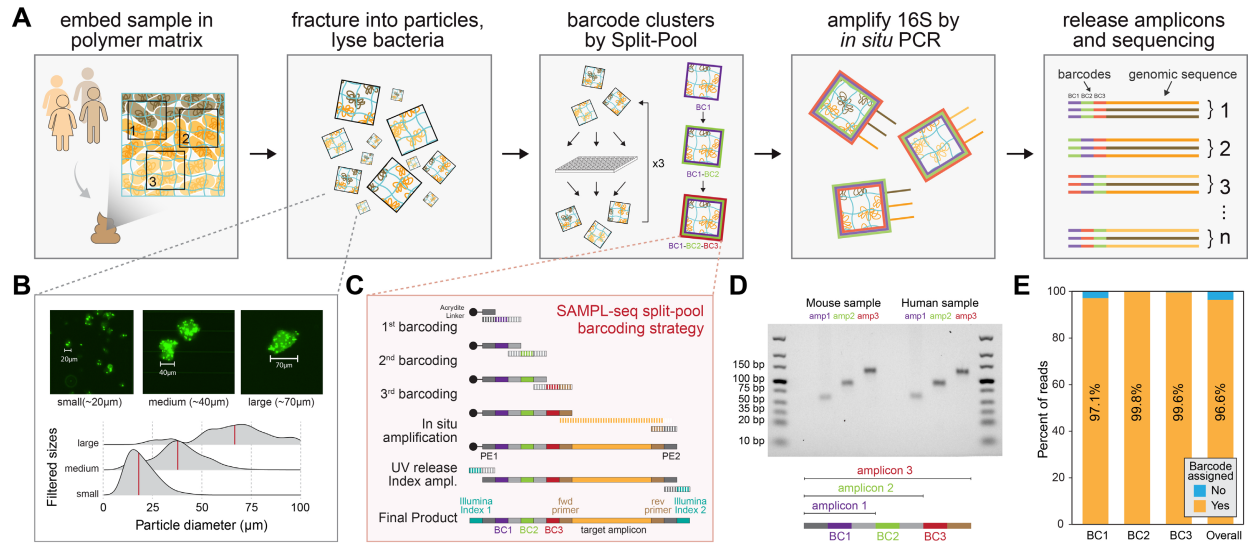 A
embed sample in
polymer matrix
fracture into particles,
lyse bacteria
barcode clusters
by Split-Pool
amplify 16S by
in situ PCR
release amplicons
and sequencing
1
2
3
x3
BC1
BC1-BC2
BC1-BC2-BC3
barcodes
genomic sequence
BC1 BC2 BC3
1
2
3
⋮
n
B
20μm
40μm
70μm
small(~20μm)
medium (~40μm)
large (~70μm)
Filtered sizes
large
medium
small
0
25
50
75
100
Particle diameter (μm)
C
SAMPL-seq split-pool
barcoding strategy
Acrydite
Linker
1st barcoding
2nd barcoding
3rd barcoding
In situ
amplification
PE1
PE2
UV release
Index ampl.
Illumina
Index 1
fwd
primer
rev
primer
Illumina
Index 2
Final Product
BC1
BC2
BC3
target amplicon
D
Mouse sample
Human sample
amp1 amp2 amp3
amp1 amp2 amp3
150 bp
100 bp
75 bp
50 bp
35 bp
20 bp
10 bp
amplicon 3
amplicon 2
amplicon 1
BC1
BC2
BC3
E
Percent of reads
100
80
60
40
20
0
97.1%
99.8%
99.6%
96.6%
Barcode
assigned
No
Yes
BC1
BC2
BC3
Overall